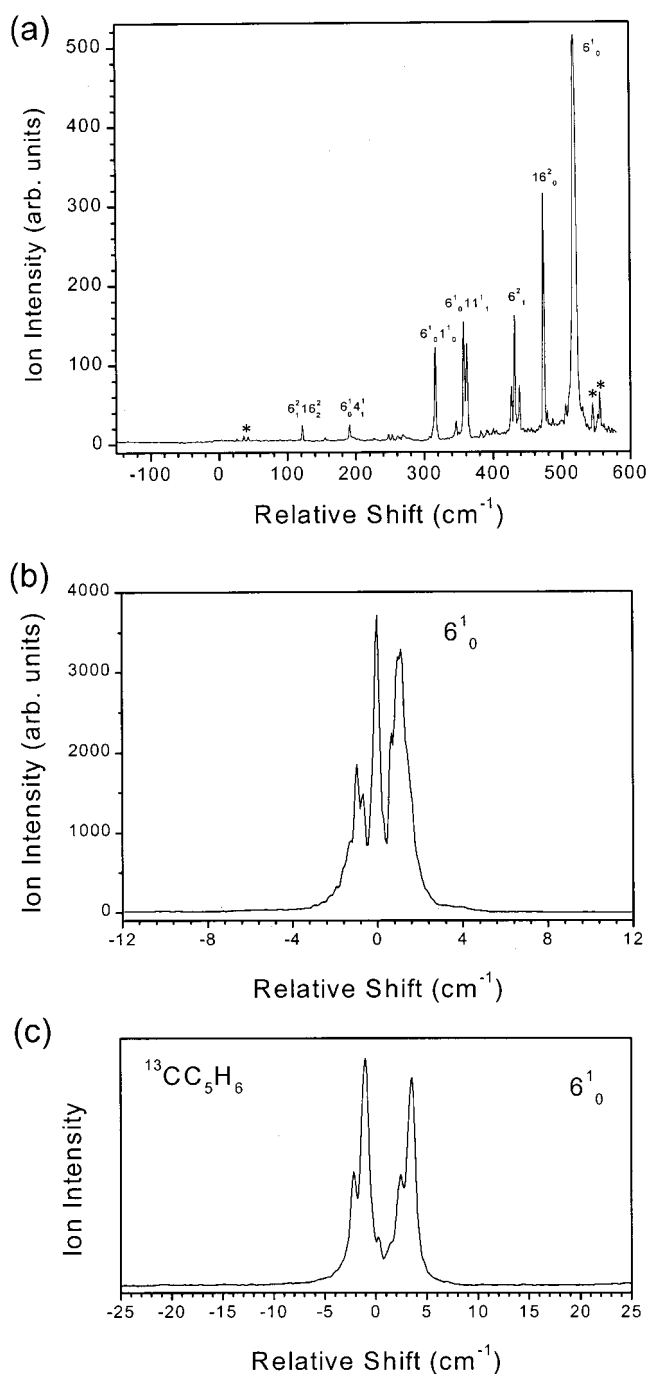 (a)
Ion Intensity (arb. units)
500
400
300
200
100
0
6¹₀
16²₀
6¹₀11¹₁
6²₁
6¹₀1¹₀
6²₁16²₂
6¹₀4¹₁
*
*
*
-100 0 100 200 300 400 500 600
Relative Shift (cm⁻¹)
(b)
Ion Intensity (arb. units)
4000
3000
2000
1000
0
6¹₀
-12 -8 -4 0 4 8 12
Relative Shift (cm⁻¹)
(c)
Ion Intensity
¹³CC₅H₆
6¹₀
-25 -20 -15 -10 -5 0 5 10 15 20 25
Relative Shift (cm⁻¹)